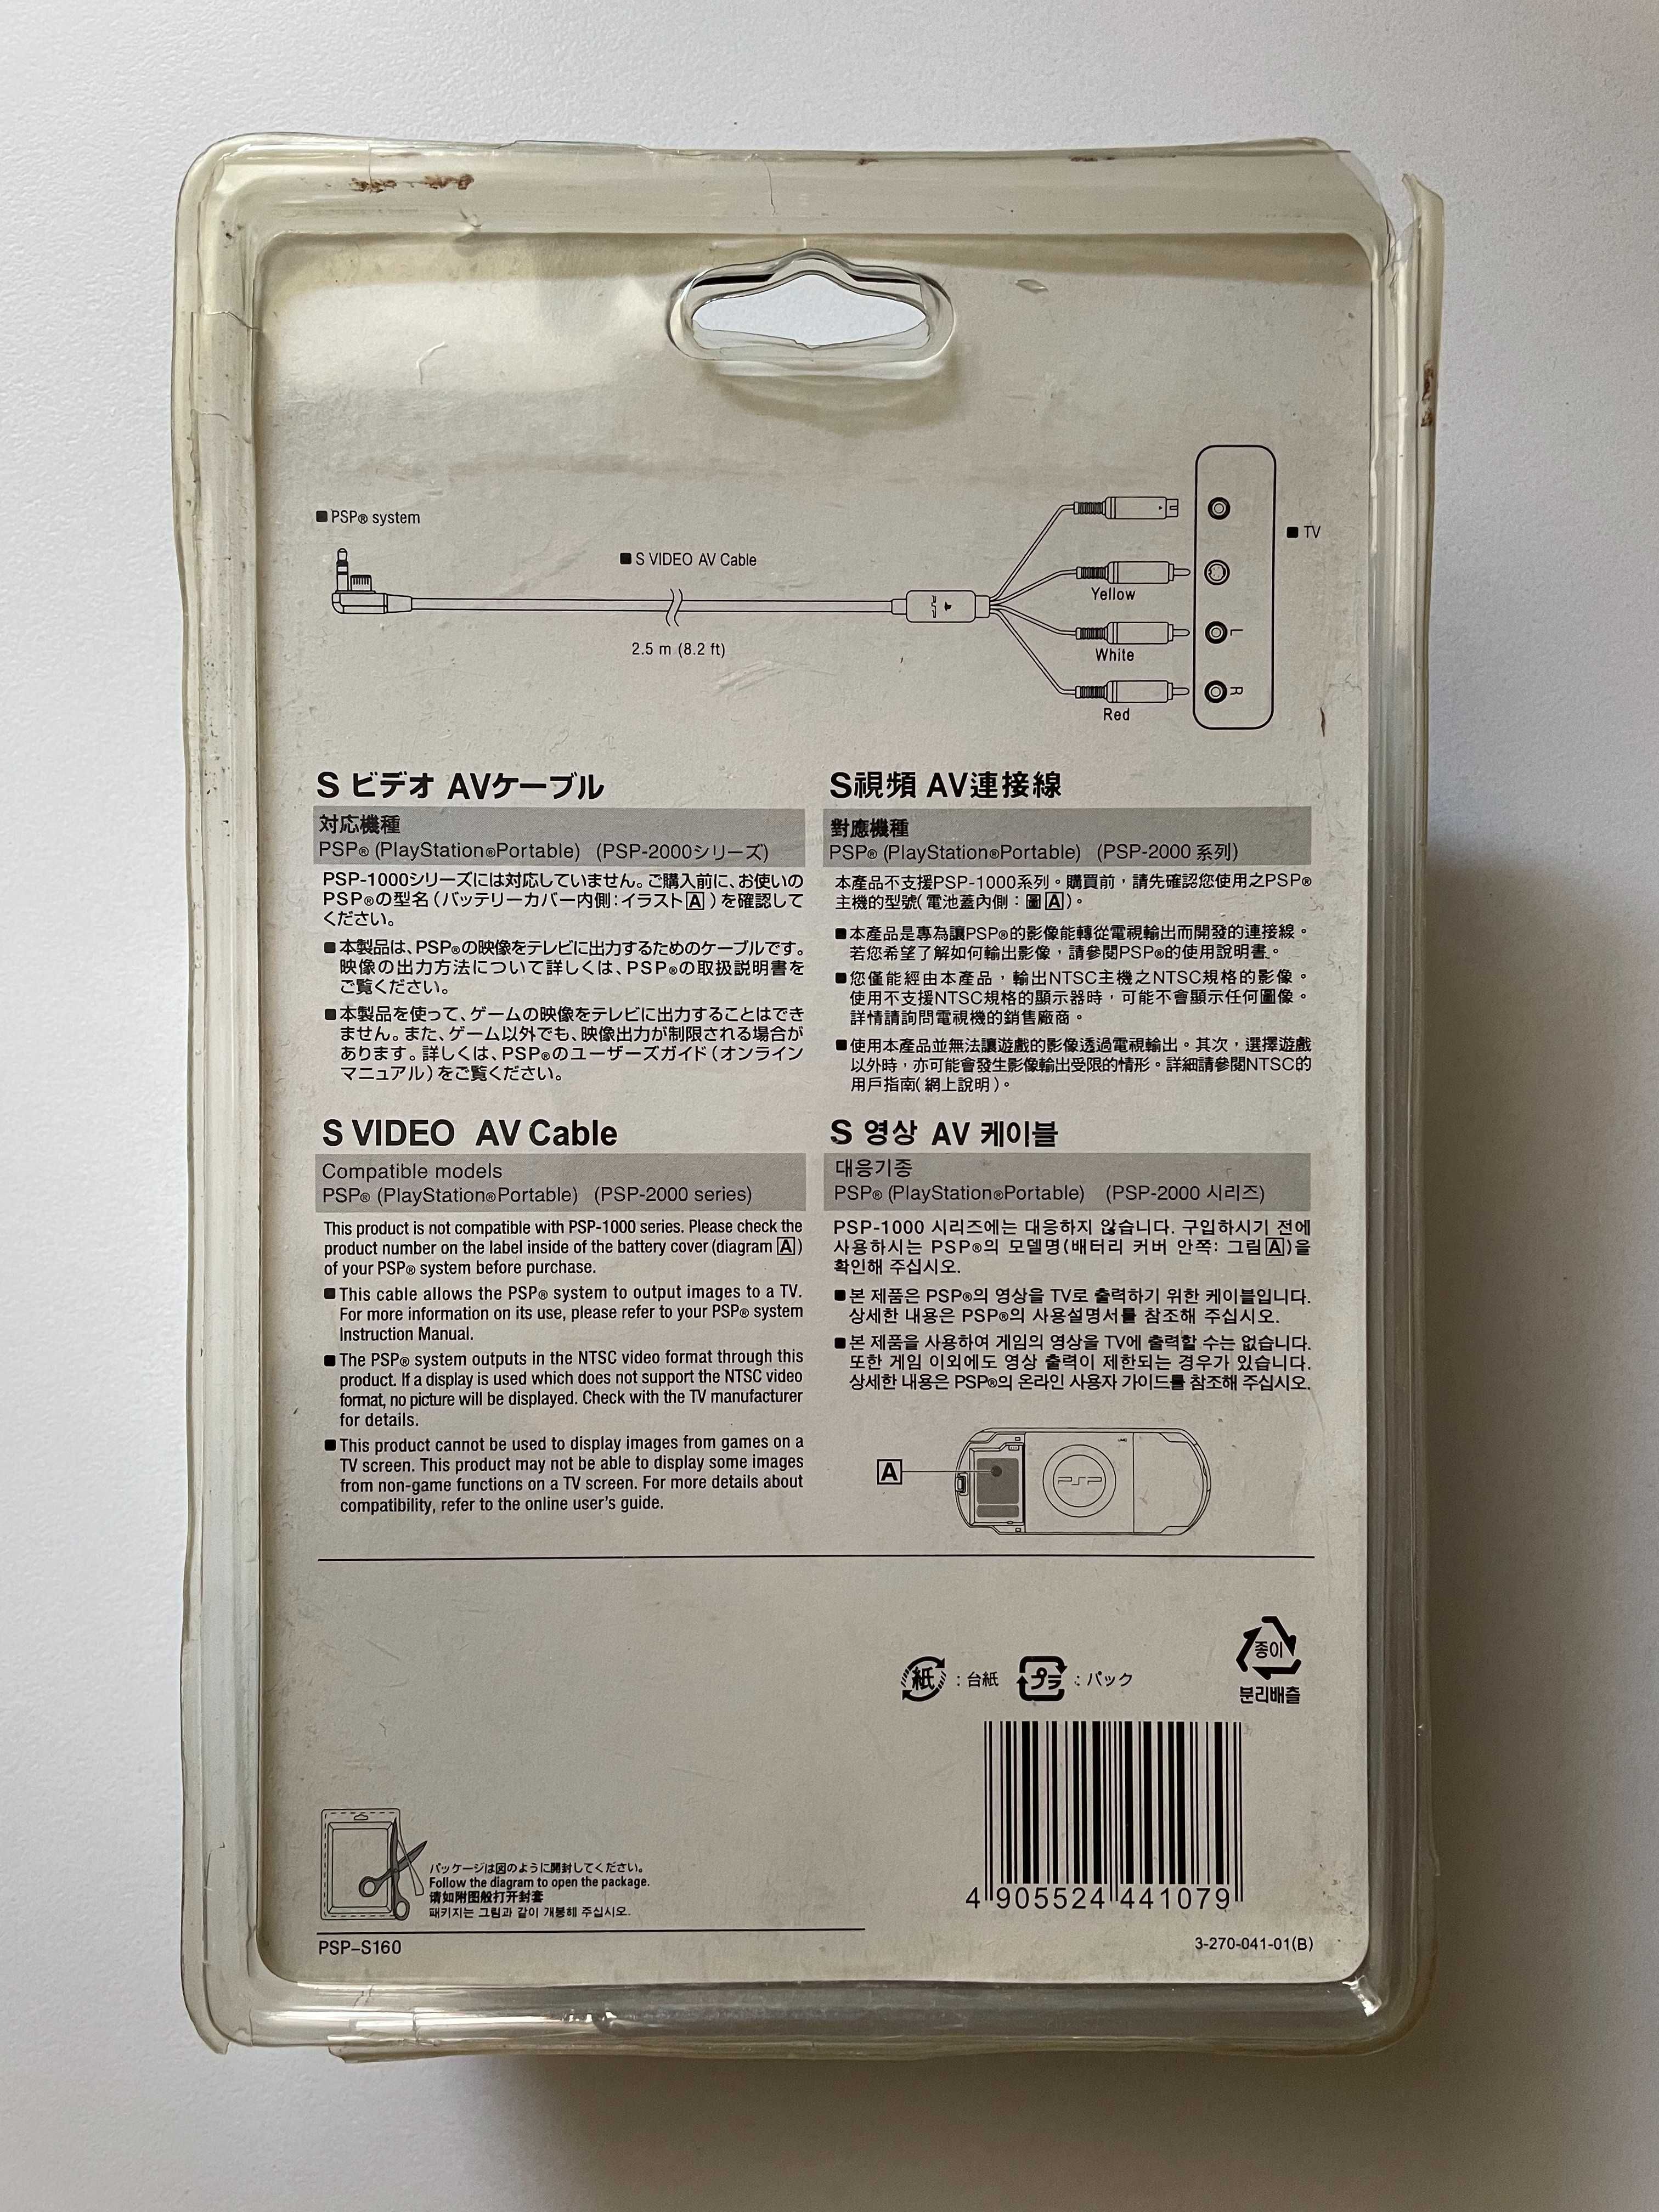 ■ PSP® system
■ S VIDEO AV Cable
2.5 m (8.2 ft)
■ TV
Yellow
White
Red
L
R
S ビデオ AVケーブル
対応機種
PSP® (PlayStation®Portable) (PSP-2000シリーズ)
PSP-1000シリーズには対応していません。ご購入前に、お使いの
PSP®の型名(バッテリーカバー内側:イラストA)を確認して
ください。
■本製品は、PSP®の映像をテレビに出力するためのケーブルです。
映像の出力方法について詳しくは、PSP®の取扱説明書を
ご覧ください。
■本製品を使って、ゲームの映像をテレビに出力することはでき
ません。また、ゲーム以外でも、映像出力が制限される場合が
あります。詳しくは、PSP®のユーザーズガイド(オンライン
マニュアル)をご覧ください。
S視頻 AV連接線
對應機種
PSP® (PlayStation®Portable) (PSP-2000 系列)
本產品不支援PSP-1000系列。購買前，請先確認您使用之PSP®
主機的型號(電池蓋內側：圖A)。
■本產品是專為讓PSP®的影像能轉從電視輸出而開發的連接線。
若您希望了解如何輸出影像，請參閱PSP®的使用說明書。
■您僅能經由本產品，輸出NTSC主機之NTSC規格的影像。
使用不支援NTSC規格的顯示器時，可能不會顯示任何圖像。
詳情請詢問電視機的銷售廠商。
■使用本產品並無法讓遊戲的影像透過電視輸出。其次，選擇遊戲
以外時，亦可能會發生影像輸出受限的情形。詳細請參閱NTSC的
用戶指南(網上說明)。
S VIDEO AV Cable
Compatible models
PSP® (PlayStation®Portable) (PSP-2000 series)
This product is not compatible with PSP-1000 series. Please check the
product number on the label inside of the battery cover (diagram A)
of your PSP® system before purchase.
■ This cable allows the PSP® system to output images to a TV.
For more information on its use, please refer to your PSP® system
Instruction Manual.
■ The PSP® system outputs in the NTSC video format through this
product. If a display is used which does not support the NTSC video
format, no picture will be displayed. Check with the TV manufacturer
for details.
■ This product cannot be used to display images from games on a
TV screen. This product may not be able to display some images
from non-game functions on a TV screen. For more details about
compatibility, refer to the online user's guide.
S 영상 AV 케이블
대응기종
PSP® (PlayStation®Portable) (PSP-2000 시리즈)
PSP-1000 시리즈에는 대응하지 않습니다. 구입하시기 전에
사용하시는 PSP®의 모델명(배터리 커버 안쪽: 그림A)을
확인해 주십시오.
■본 제품은 PSP®의 영상을 TV로 출력하기 위한 케이블입니다.
상세한 내용은 PSP®의 사용설명서를 참조해 주십시오.
■본 제품을 사용하여 게임의 영상을 TV에 출력할 수는 없습니다.
또한 게임 이외에도 영상 출력이 제한되는 경우가 있습니다.
상세한 내용은 PSP®의 온라인 사용자 가이드를 참조해 주십시오.
A
PSP
紙 : 台紙 プラ : パック
종이
분리배출
パッケージは図のように開封してください。
Follow the diagram to open the package.
请如附图般打开封套
패키지는 그림과 같이 개봉해 주십시오.
4 905524 441079
PSP-S160
3-270-041-01(B)